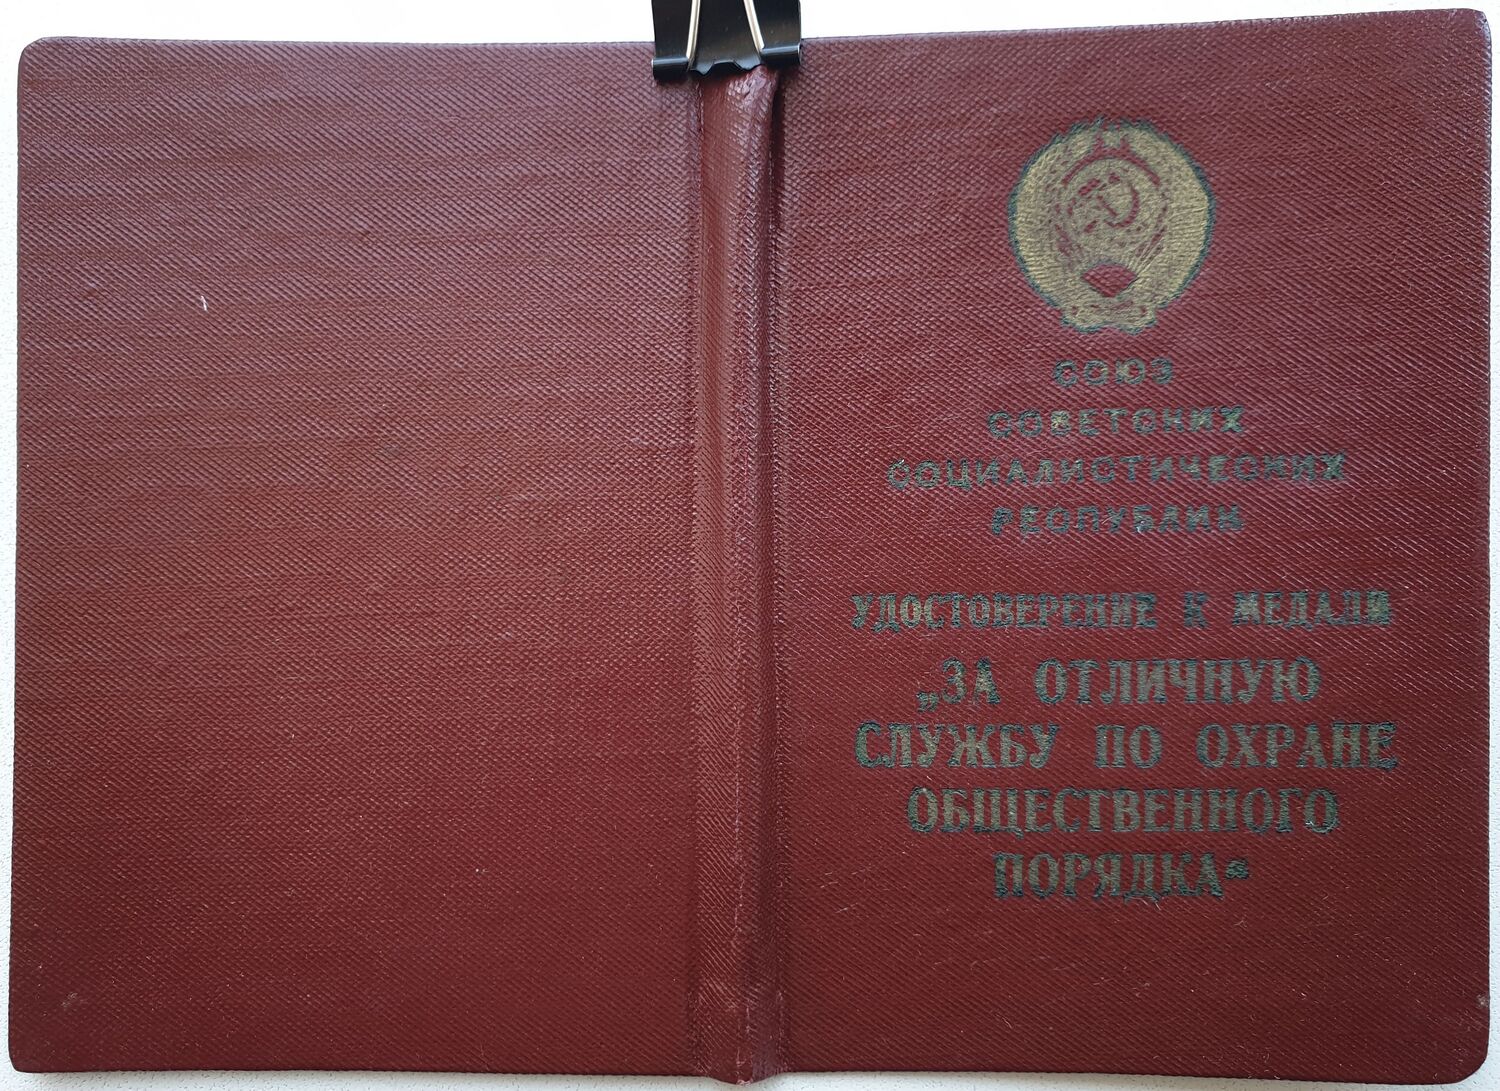 СОЮЗ
СОВЕТСКИХ
СОЦИАЛИСТИЧЕСКИХ
РЕСПУБЛИК
УДОСТОВЕРЕНИЕ К МЕДАЛИ
„ЗА ОТЛИЧНУЮ
СЛУЖБУ ПО ОХРАНЕ
ОБЩЕСТВЕННОГО
ПОРЯДКА“